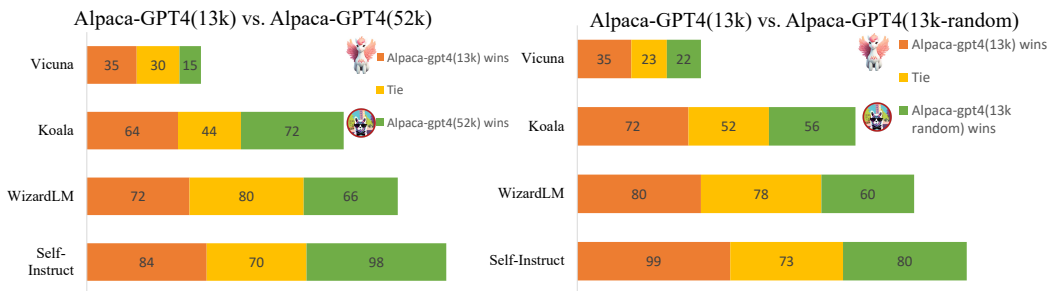 Alpaca-GPT4(13k) vs. Alpaca-GPT4(52k)
Vicuna
35 30 15
Koala
64 44 72
WizardLM
72 80 66
Self-
Instruct
84 70 98
Alpaca-gpt4(13k) wins
Tie
Alpaca-gpt4(52k) wins
Alpaca-GPT4(13k) vs. Alpaca-GPT4(13k-random)
Vicuna
35 23 22
Koala
72 52 56
WizardLM
80 78 60
Self-Instruct
99 73 80
Alpaca-gpt4(13k) wins
Tie
Alpaca-gpt4(13k
random) wins